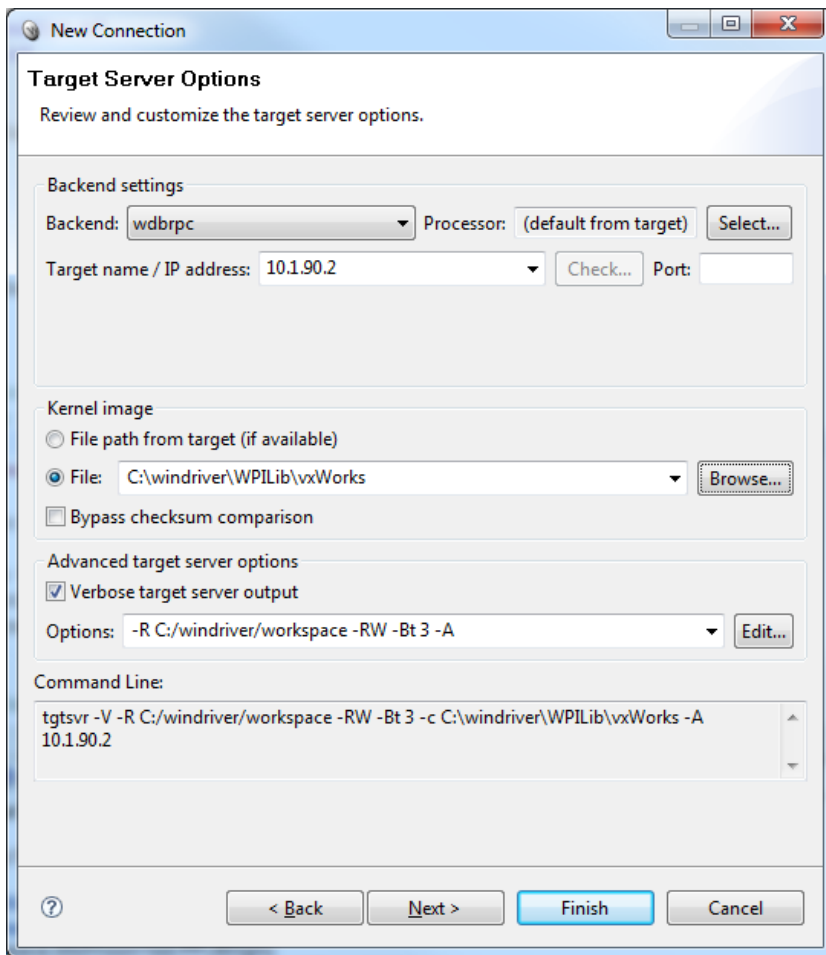 New Connection
Target Server Options
Review and customize the target server options.
Backend settings
Backend: wdbrpc Processor: (default from target) Select...
Target name / IP address: 10.1.90.2 Check... Port:
Kernel image
File path from target (if available)
File: C:\windriver\WPILib\vxWorks Browse...
Bypass checksum comparison
Advanced target server options
Verbose target server output
Options: -R C:/windriver/workspace -RW -Bt 3 -A Edit...
Command Line:
tgtsvr -V -R C:/windriver/workspace -RW -Bt 3 -c C:\windriver\WPILib\vxWorks -A
10.1.90.2
? < Back Next > Finish Cancel